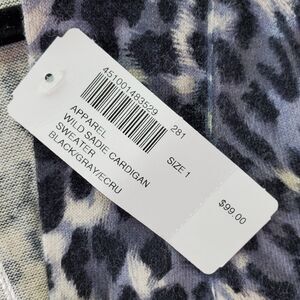 451001483529
281
APPAREL
SIZE 1
WILD SADIE CARDIGAN
SWEATER
BLACK/GRAY/ECRU
$99.00